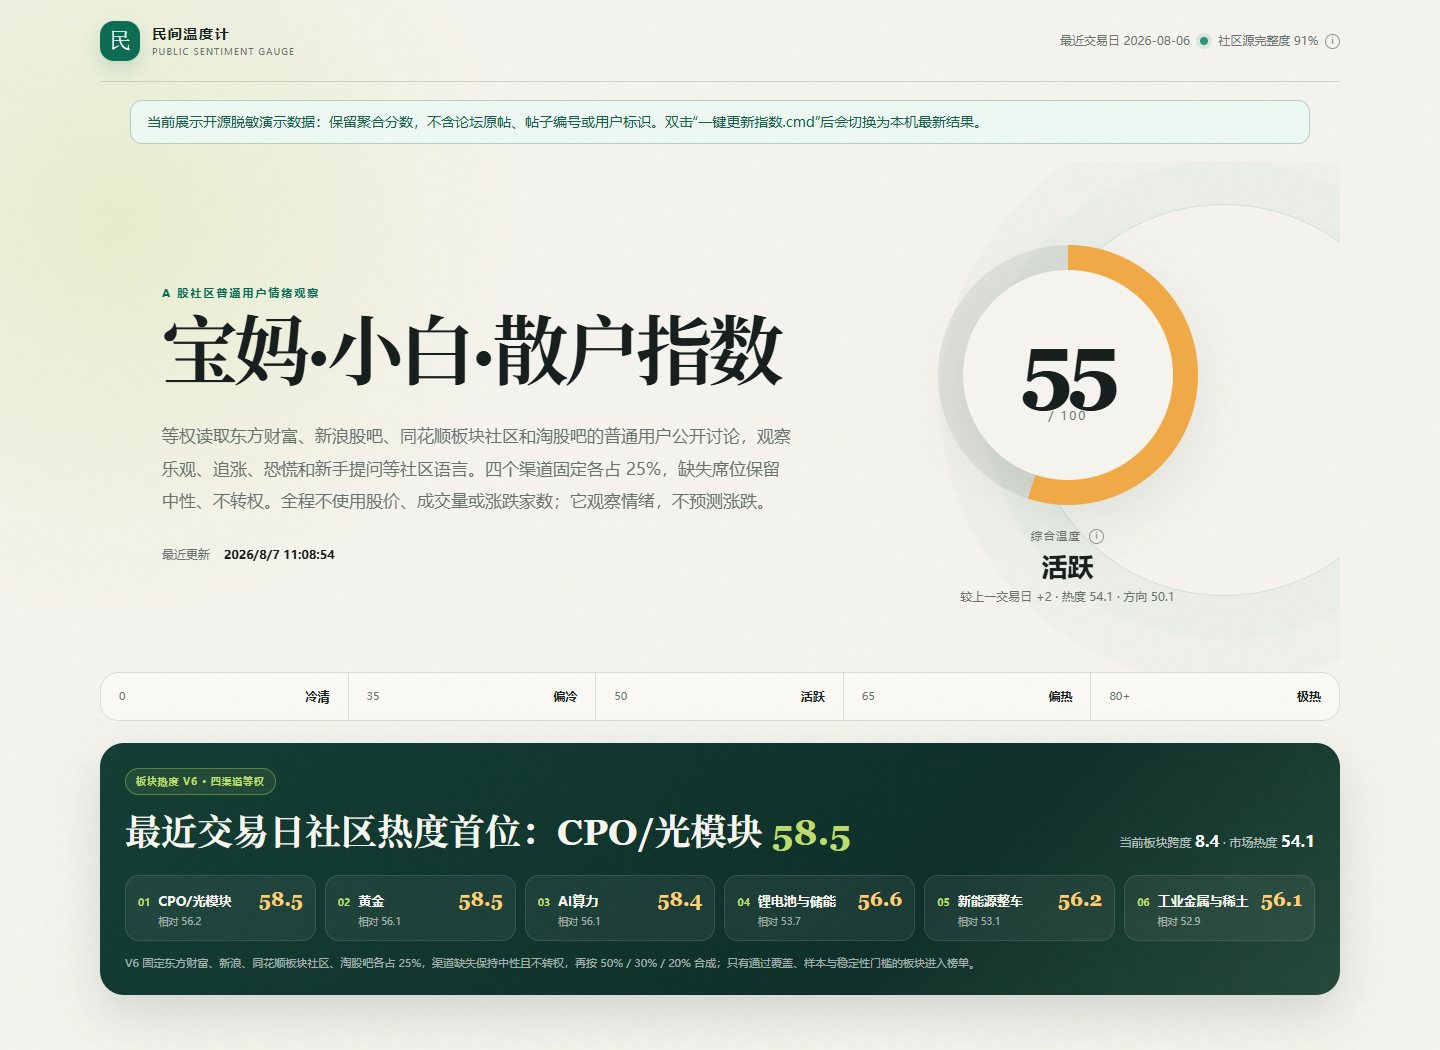 民
民间温度计
PUBLIC SENTIMENT GAUGE
最近交易日 2026-08-06 社区源完整度 91% i
当前展示开源脱敏演示数据：保留聚合分数，不含论坛原帖、帖子编号或用户标识。双击“一键更新指数.cmd”后会切换为本机最新结果。
A 股社区普通用户情绪观察
宝妈·小白·散户指数
等权读取东方财富、新浪股吧、同花顺板块社区和淘股吧的普通用户公开讨论，观察
乐观、追涨、恐慌和新手提问等社区语言。四个渠道固定各占 25%，缺失席位保留
中性、不转权。全程不使用股价、成交量或涨跌家数；它观察情绪，不预测涨跌。
最近更新 2026/8/7 11:08:54
55
/ 100
综合温度 i
活跃
较上一交易日 +2 · 热度 54.1 · 方向 50.1
0 冷清 35 偏冷 50 活跃 65 偏热 80+ 极热
板块热度 V6 · 四渠道等权
最近交易日社区热度首位：CPO/光模块 58.5
当前板块跨度 8.4 · 市场热度 54.1
01 CPO/光模块 58.5
相对 56.2
02 黄金 58.5
相对 56.1
03 AI算力 58.4
相对 56.1
04 锂电池与储能 56.6
相对 53.7
05 新能源整车 56.2
相对 53.1
06 工业金属与稀土 56.1
相对 52.9
V6 固定东方财富、新浪、同花顺板块社区、淘股吧各占 25%，渠道缺失保持中性且不转权，再按 50% / 30% / 20% 合成；只有通过覆盖、样本与稳定性门槛的板块进入榜单。